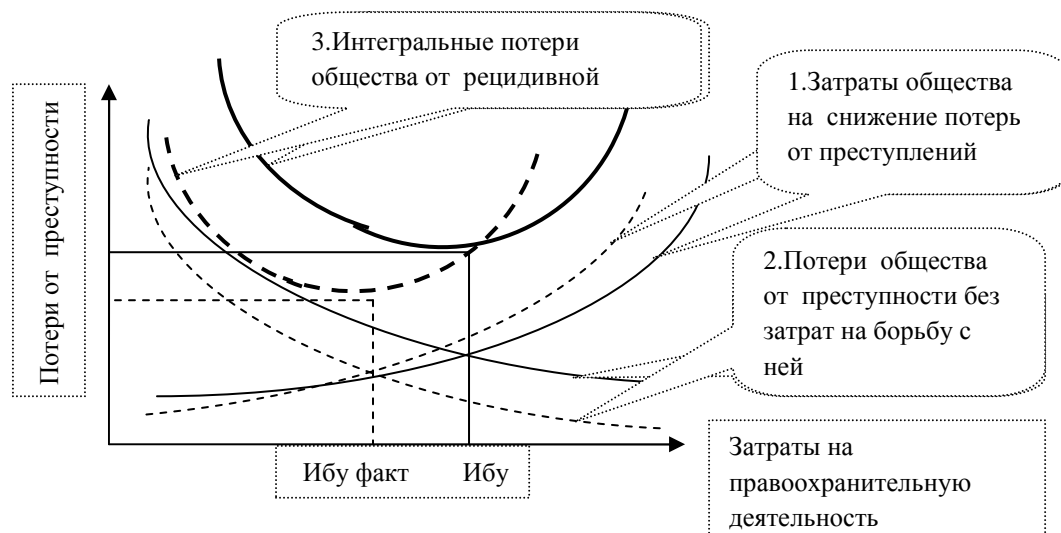 3.Интегральные потери
общества от рецидивной
1.Затраты общества
на снижение потерь
от преступлений
Потери от преступности
2.Потери общества
от преступности без
затрат на борьбу с
ней
Ибу факт Ибу
Затраты на
правоохранительную
деятельность